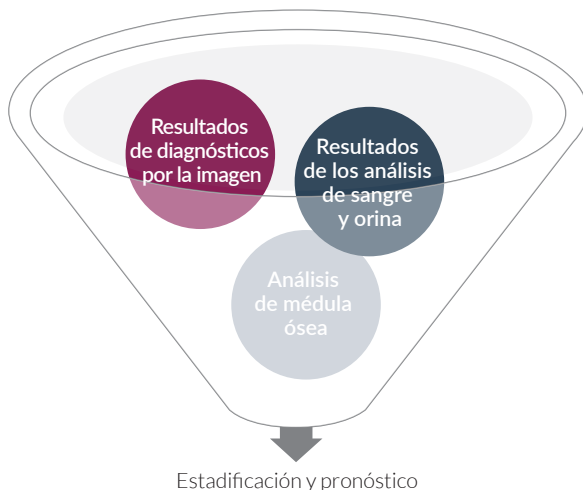 Resultados
de diagnósticos
por la imagen
Resultados
de los análisis
de sangre
y orina
Análisis
de médula
ósea
Estadificación y pronóstico